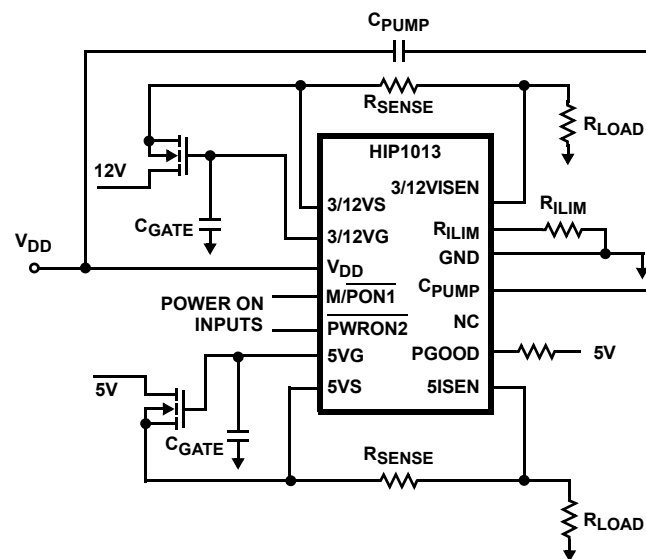 CPUMP
RSENSE
RLOAD
HIP1013
12V
3/12VS
3/12VISEN
CGATE
3/12VG
RILIM
RILIM
VDD
GND
VDD
CPUMP
POWER ON
INPUTS
M/PON1
PWRON2
NC
5VG
PGOOD
5V
5V
5VS
5ISEN
CGATE
RSENSE
RLOAD